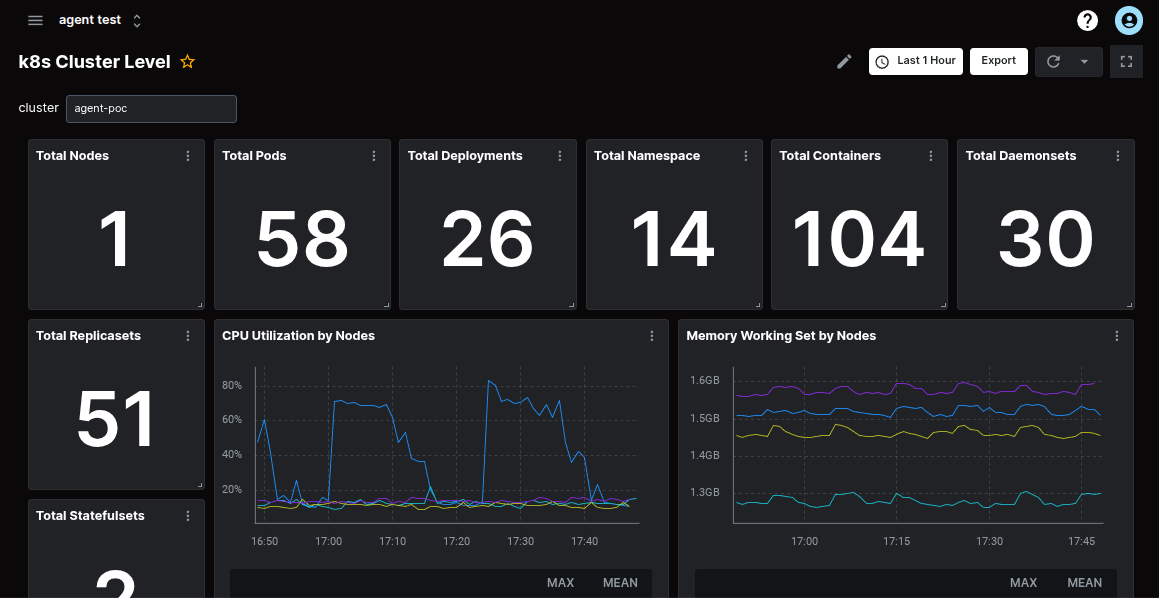 agent test
k8s Cluster Level
Last 1 Hour
Export
cluster
agent-poc
Total Nodes
1
Total Pods
58
Total Deployments
26
Total Namespace
14
Total Containers
104
Total Daemonsets
30
Total Replicasets
51
Total Statefulsets
2
CPU Utilization by Nodes
80%
60%
40%
20%
16:50 17:00 17:10 17:20 17:30 17:40
MAX MEAN
Memory Working Set by Nodes
1.6GB
1.5GB
1.4GB
1.3GB
17:00 17:15 17:30 17:45
MAX MEAN